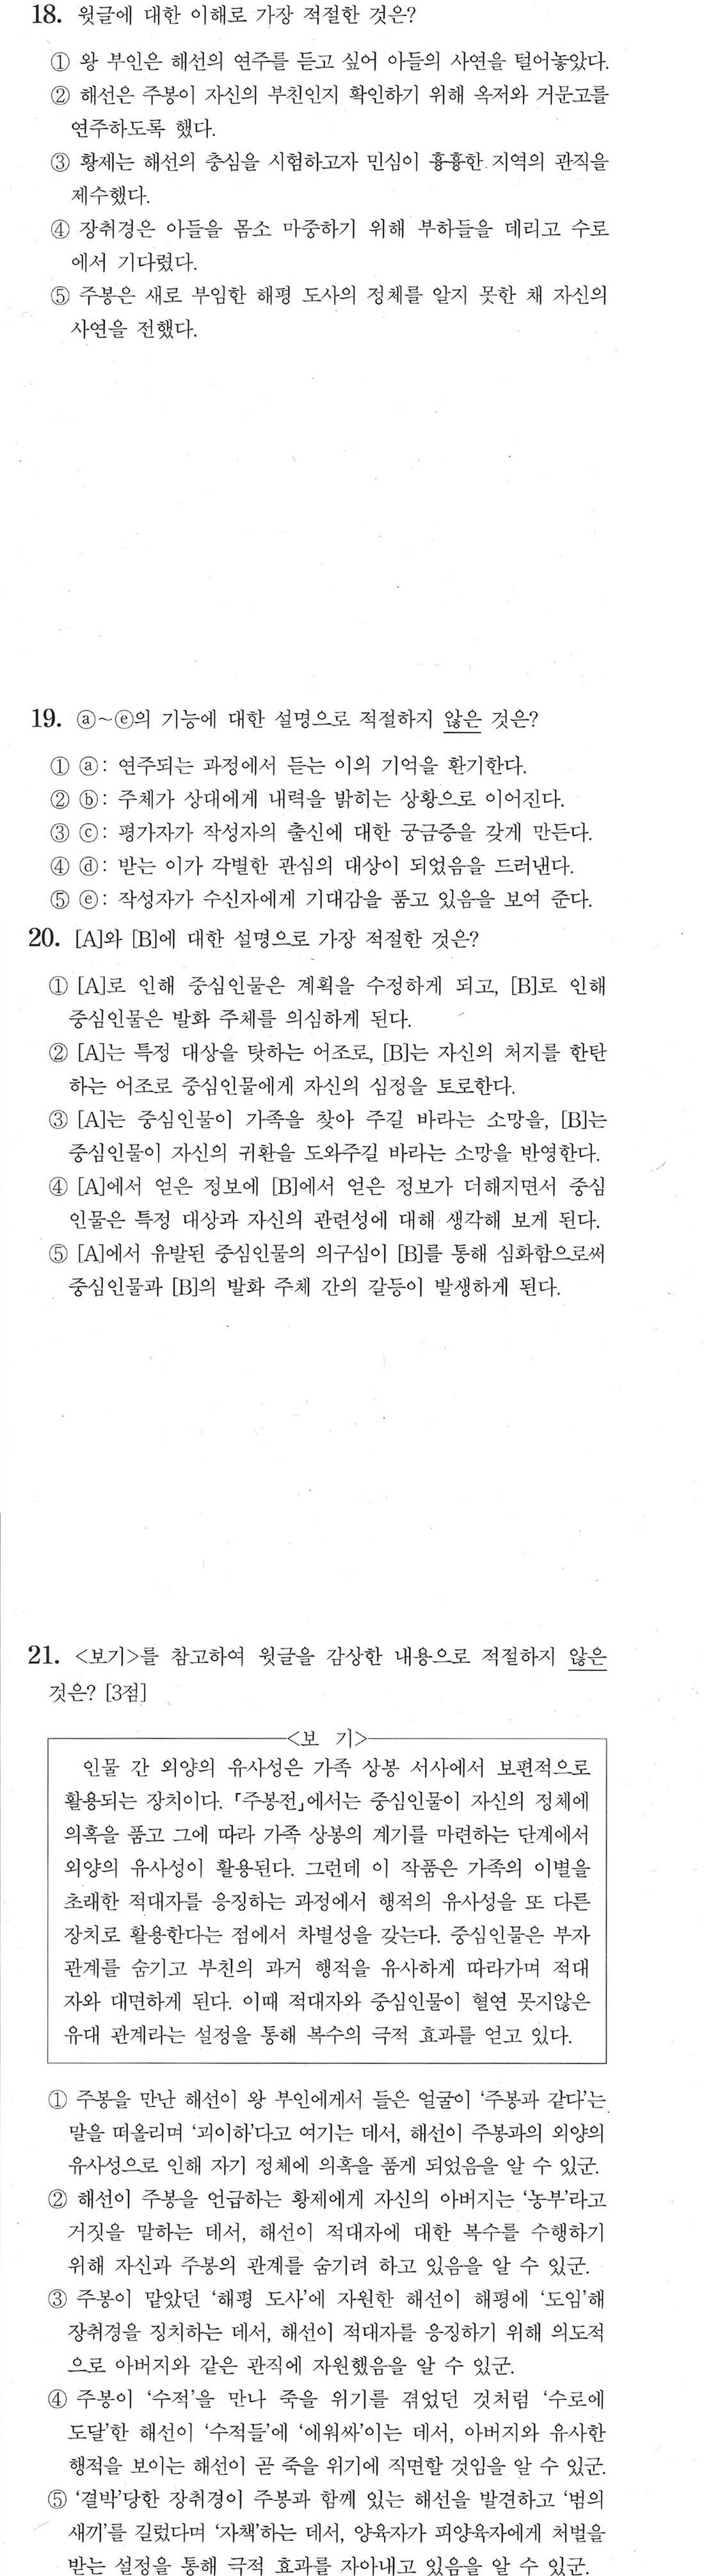 18. 윗글에 대한 이해로 가장 적절한 것은?
① 왕 부인은 해선의 연주를 듣고 싶어 아들의 사연을 털어놓았다.
② 해선은 주봉이 자신의 부친인지 확인하기 위해 옥저와 거문고를
연주하도록 했다.
③ 황제는 해선의 충심을 시험하고자 민심이 흉흉한 지역의 관직을
제수했다.
④ 장취경은 아들을 몸소 마중하기 위해 부하들을 데리고 수로
에서 기다렸다.
⑤ 주봉은 새로 부임한 해평 도사의 정체를 알지 못한 채 자신의
사연을 전했다.
19. ⓐ~ⓔ의 기능에 대한 설명으로 적절하지 않은 것은?
① ⓐ: 연주되는 과정에서 듣는 이의 기억을 환기한다.
② ⓑ: 주체가 상대에게 내력을 밝히는 상황으로 이어진다.
③ ⓒ: 평가자가 작성자의 출신에 대한 궁금증을 갖게 만든다.
④ ⓓ: 받는 이가 각별한 관심의 대상이 되었음을 드러낸다.
⑤ ⓔ: 작성자가 수신자에게 기대감을 품고 있음을 보여 준다.
20. [A]와 [B]에 대한 설명으로 가장 적절한 것은?
① [A]로 인해 중심인물은 계획을 수정하게 되고, [B]로 인해
중심인물은 발화 주체를 의심하게 된다.
② [A]는 특정 대상을 탓하는 어조로, [B]는 자신의 처지를 한탄
하는 어조로 중심인물에게 자신의 심정을 토로한다.
③ [A]는 중심인물이 가족을 찾아 주길 바라는 소망을, [B]는
중심인물이 자신의 귀환을 도와주길 바라는 소망을 반영한다.
④ [A]에서 얻은 정보에 [B]에서 얻은 정보가 더해지면서 중심
인물은 특정 대상과 자신의 관련성에 대해 생각해 보게 된다.
⑤ [A]에서 유발된 중심인물의 의구심이 [B]를 통해 심화함으로써
중심인물과 [B]의 발화 주체 간의 갈등이 발생하게 된다.
21. <보기>를 참고하여 윗글을 감상한 내용으로 적절하지 않은
것은? [3점]
<보 기>
인물 간 외양의 유사성은 가족 상봉 서사에서 보편적으로
활용되는 장치이다. 「주봉전」에서는 중심인물이 자신의 정체에
의혹을 품고 그에 따라 가족 상봉의 계기를 마련하는 단계에서
외양의 유사성이 활용된다. 그런데 이 작품은 가족의 이별을
초래한 적대자를 응징하는 과정에서 행적의 유사성을 또 다른
장치로 활용한다는 점에서 차별성을 갖는다. 중심인물은 부자
관계를 숨기고 부친의 과거 행적을 유사하게 따라가며 적대
자와 대면하게 된다. 이때 적대자와 중심인물이 혈연 못지않은
유대 관계라는 설정을 통해 복수의 극적 효과를 얻고 있다.
① 주봉을 만난 해선이 왕 부인에게서 들은 얼굴이 '주봉과 같다'는
말을 떠올리며 '괴이하'다고 여기는 데서, 해선이 주봉과의 외양의
유사성으로 인해 자기 정체에 의혹을 품게 되었음을 알 수 있군.
② 해선이 주봉을 언급하는 황제에게 자신의 아버지는 '농부'라고
거짓을 말하는 데서, 해선이 적대자에 대한 복수를 수행하기
위해 자신과 주봉의 관계를 숨기려 하고 있음을 알 수 있군.
③ 주봉이 맡았던 '해평 도사'에 자원한 해선이 해평에 '도임'해
장취경을 징치하는 데서, 해선이 적대자를 응징하기 위해 의도적
으로 아버지와 같은 관직에 자원했음을 알 수 있군.
④ 주봉이 '수적'을 만나 죽을 위기를 겪었던 것처럼 '수로에
도달'한 해선이 '수적들'에 '에워싸'이는 데서, 아버지와 유사한
행적을 보이는 해선이 곧 죽을 위기에 직면할 것임을 알 수 있군.
⑤ '결박'당한 장취경이 주봉과 함께 있는 해선을 발견하고 '범의
새끼'를 길렀다며 '자책'하는 데서, 양육자가 피양육자에게 처벌을
받는 설정을 통해 극적 효과를 자아내고 있음을 알 수 있군.